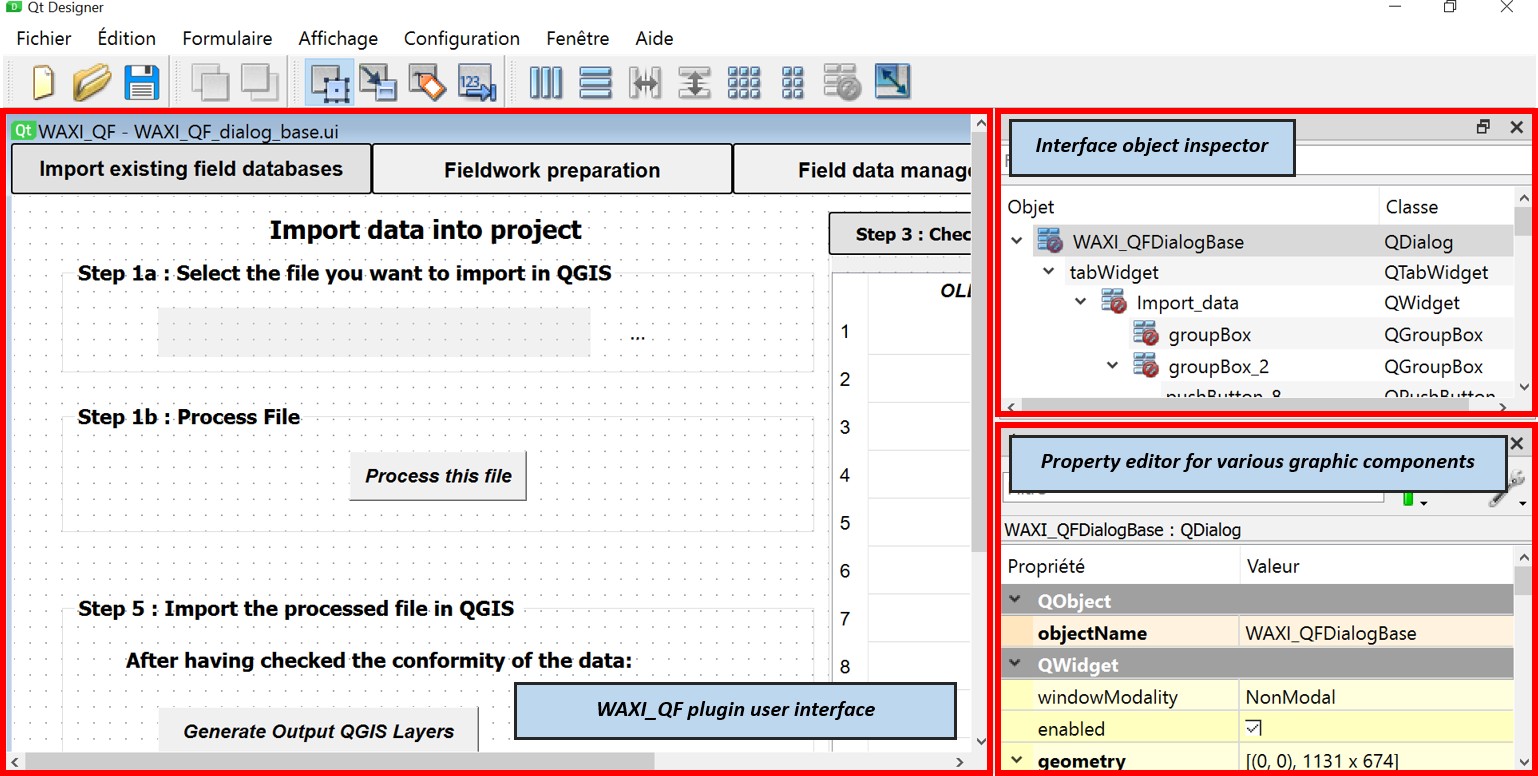 Qt Designer
Fichier Édition Formulaire Affichage Configuration Fenêtre Aide
123
Qt WAXI_QF - WAXI_QF_dialog_base.ui
Import existing field databases
Fieldwork preparation
Field data manag
Import data into project
Step 1a : Select the file you want to import in QGIS
...
Step 1b : Process File
Process this file
Step 5 : Import the processed file in QGIS
After having checked the conformity of the data:
Generate Output QGIS Layers
WAXI_QF plugin user interface
Step 3 : Chec
OLD
1
2
3
4
5
6
7
8
Interface object inspector
Objet Classe
WAXI_QFDialogBase QDialog
tabWidget QTabWidget
Import_data QWidget
groupBox QGroupBox
groupBox_2 QGroupBox
pushButton_8 QPushButton
Property editor for various graphic components
WAXI_QFDialogBase : QDialog
Propriété Valeur
QObject
objectName WAXI_QFDialogBase
QWidget
windowModality NonModal
enabled
geometry [(0, 0), 1131 x 674]